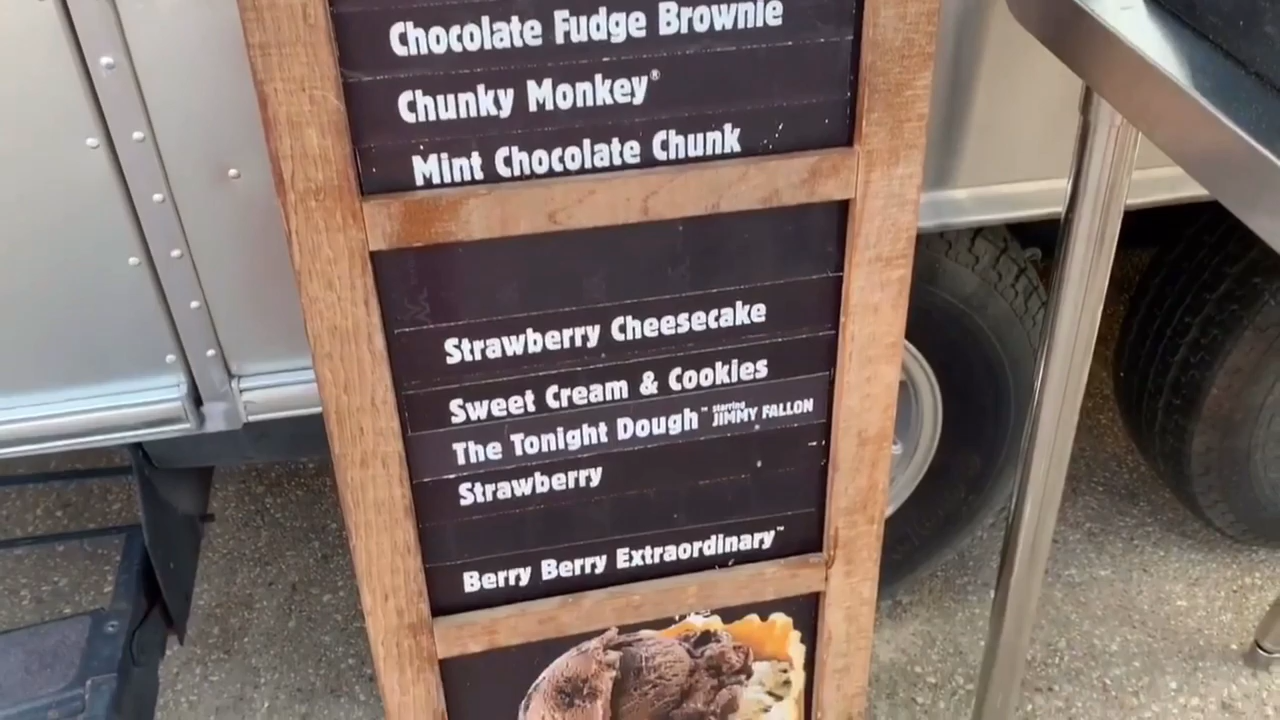 Chocolate Fudge Brownie
Chunky Monkey®
Mint Chocolate Chunk
Strawberry Cheesecake
Sweet Cream & Cookies
The Tonight Dough™ starring JIMMY FALLON
Strawberry
Berry Berry Extraordinary™